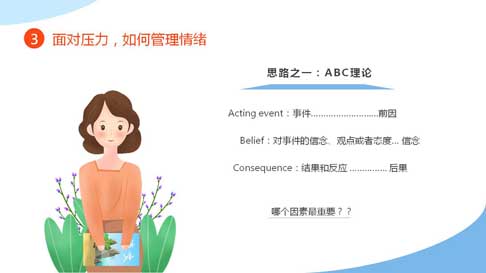 3 面对压力，如何管理情绪
思路之一：ABC理论
Acting event：事件...........................前因
Belief：对事件的信念、观点或者态度... 信念
Consequence：结果和反应 ............... 后果
哪个因素最重要？？